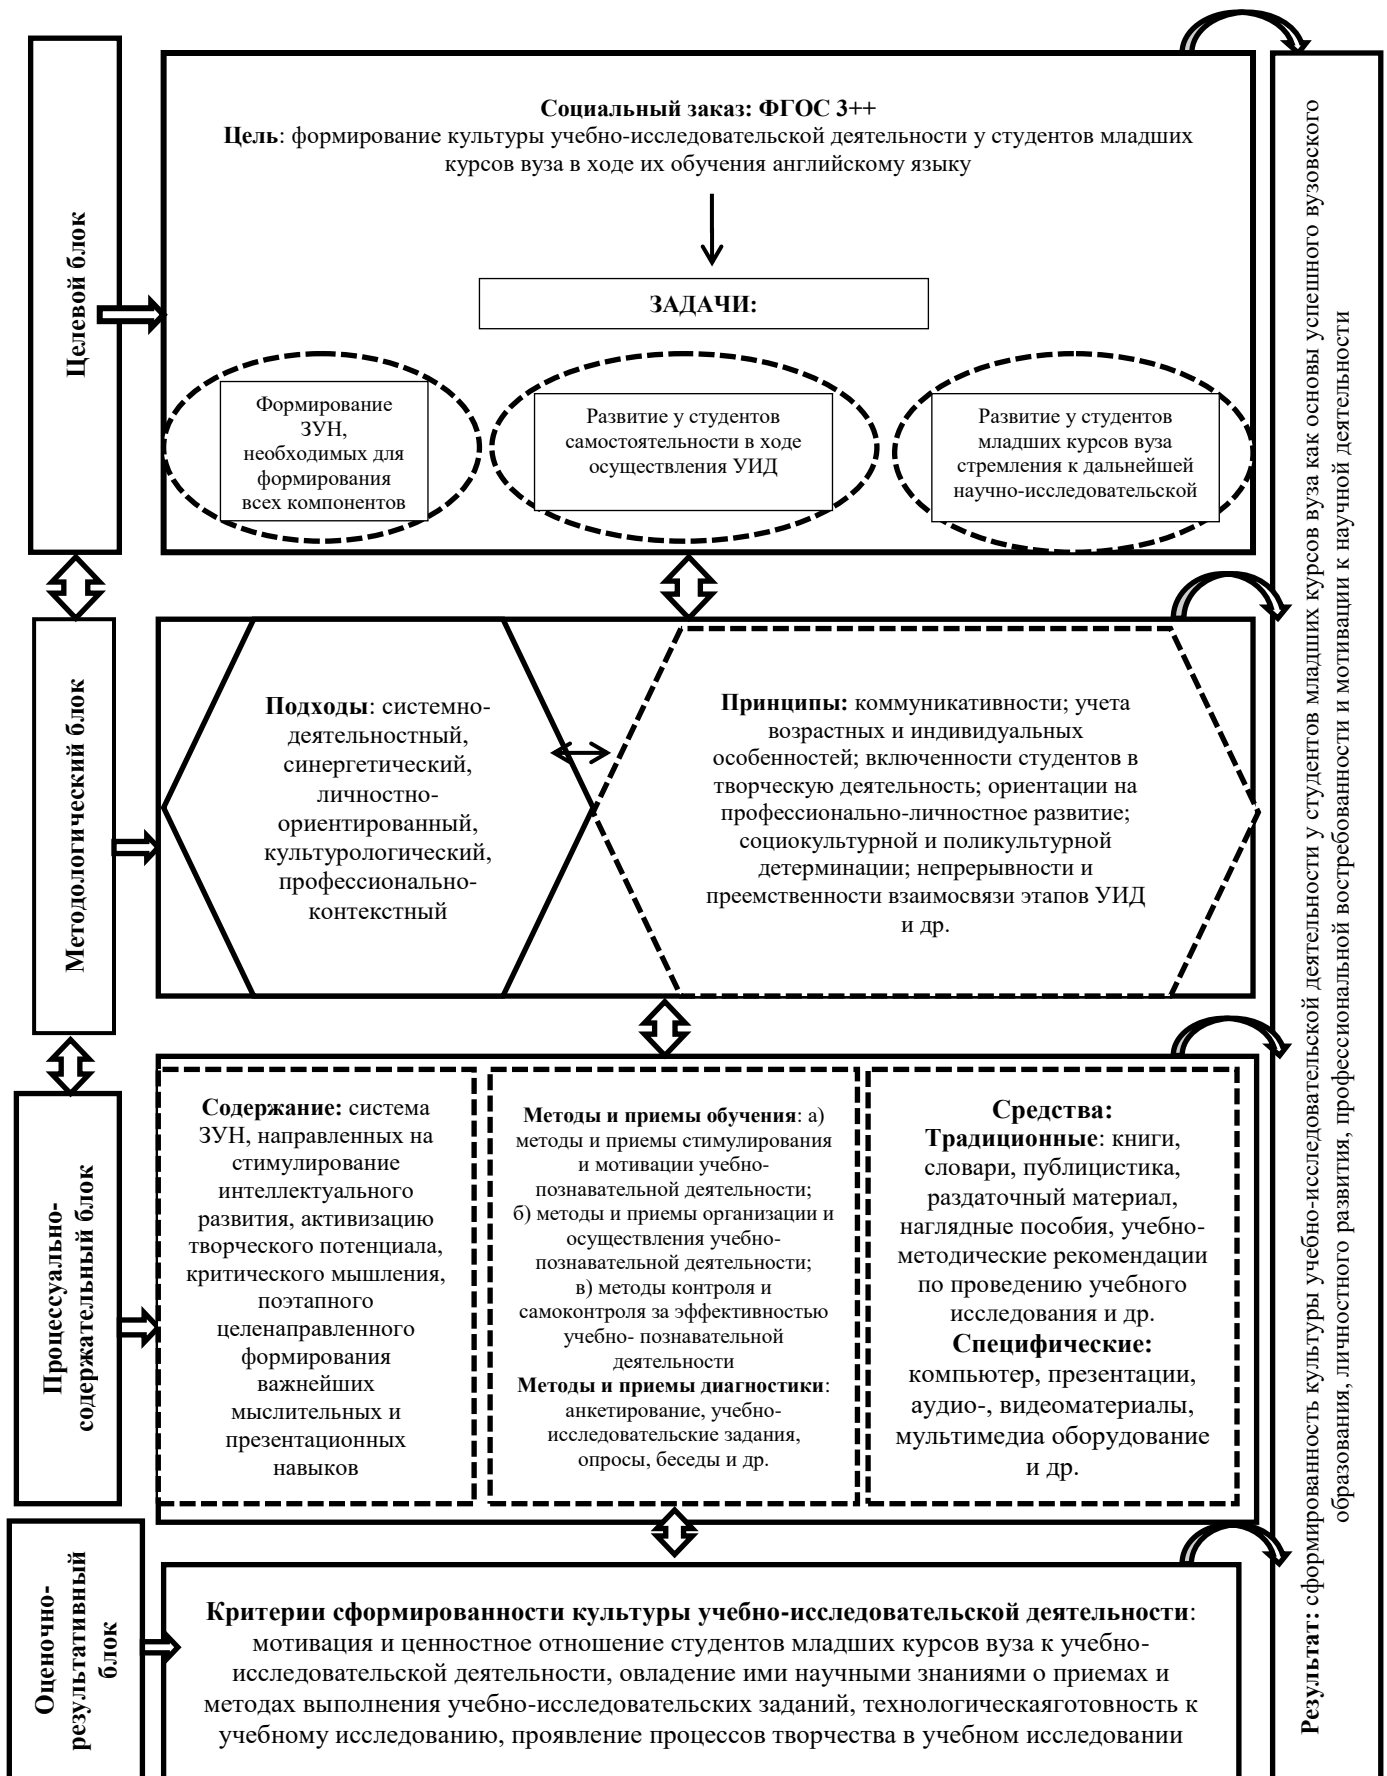 Целевой блок
Социальный заказ: ФГОС 3++
Цель: формирование культуры учебно-исследовательской деятельности у студентов младших
курсов вуза в ходе их обучения английскому языку
ЗАДАЧИ:
Формирование
ЗУН,
необходимых для
формирования
всех компонентов
Развитие у студентов
самостоятельности в ходе
осуществления УИД
Развитие у студентов
младших курсов вуза
стремления к дальнейшей
научно-исследовательской
Методологический блок
Подходы: системно-
деятельностный,
синергетический,
личностно-
ориентированный,
культурологический,
профессионально-
контекстный
Принципы: коммуникативности; учета
возрастных и индивидуальных
особенностей; включенности студентов в
творческую деятельность; ориентации на
профессионально-личностное развитие;
социокультурной и поликультурной
детерминации; непрерывности и
преемственности взаимосвязи этапов УИД
и др.
Процессуально-
содержательный блок
Содержание: система
ЗУН, направленных на
стимулирование
интеллектуального
развития, активизацию
творческого потенциала,
критического мышления,
поэтапного
целенаправленного
формирования
важнейших
мыслительных и
презентационных
навыков
Методы и приемы обучения: а)
методы и приемы стимулирования
и мотивации учебно-
познавательной деятельности;
б) методы и приемы организации и
осуществления учебно-
познавательной деятельности;
в) методы контроля и
самоконтроля за эффективностью
учебно- познавательной
деятельности
Методы и приемы диагностики:
анкетирование, учебно-
исследовательские задания,
опросы, беседы и др.
Средства:
Традиционные: книги,
словари, публицистика,
раздаточный материал,
наглядные пособия, учебно-
методические рекомендации
по проведению учебного
исследования и др.
Специфические:
компьютер, презентации,
аудио-, видеоматериалы,
мультимедиа оборудование
и др.
Оценочно-
результативный
блок
Критерии сформированности культуры учебно-исследовательской деятельности:
мотивация и ценностное отношение студентов младших курсов вуза к учебно-
исследовательской деятельности, овладение ими научными знаниями о приемах и
методах выполнения учебно-исследовательских заданий, технологическаяготовность к
учебному исследованию, проявление процессов творчества в учебном исследовании
Результат: сформированность культуры учебно-исследовательской деятельности у студентов младших курсов вуза как основы успешного вузовского
образования, личностного развития, профессиональной востребованности и мотивации к научной деятельности